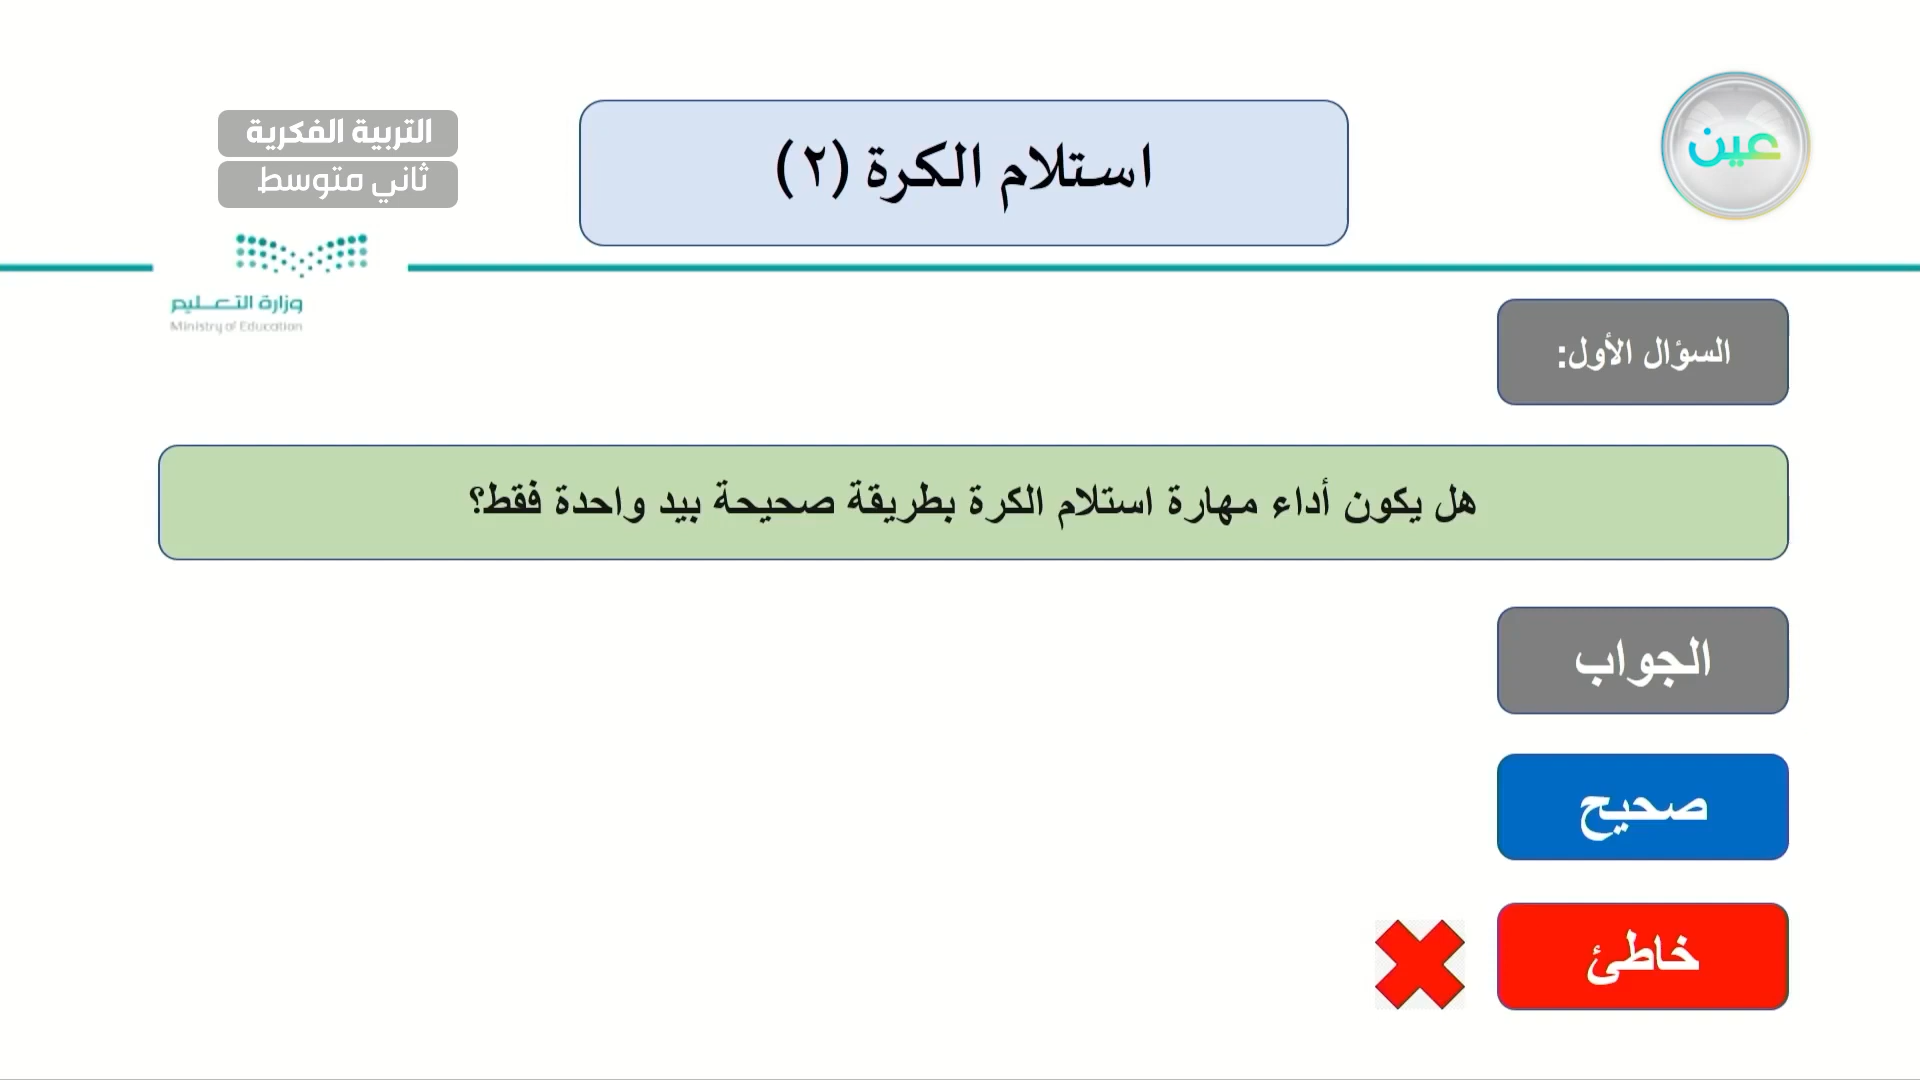 عين
استلام الكرة (٢)
التربية الفكرية
ثاني متوسط
وزارة التعليم
Ministry of Education
السؤال الأول:
هل يكون أداء مهارة استلام الكرة بطريقة صحيحة بيد واحدة فقط؟
الجواب
صحيح
خاطئ